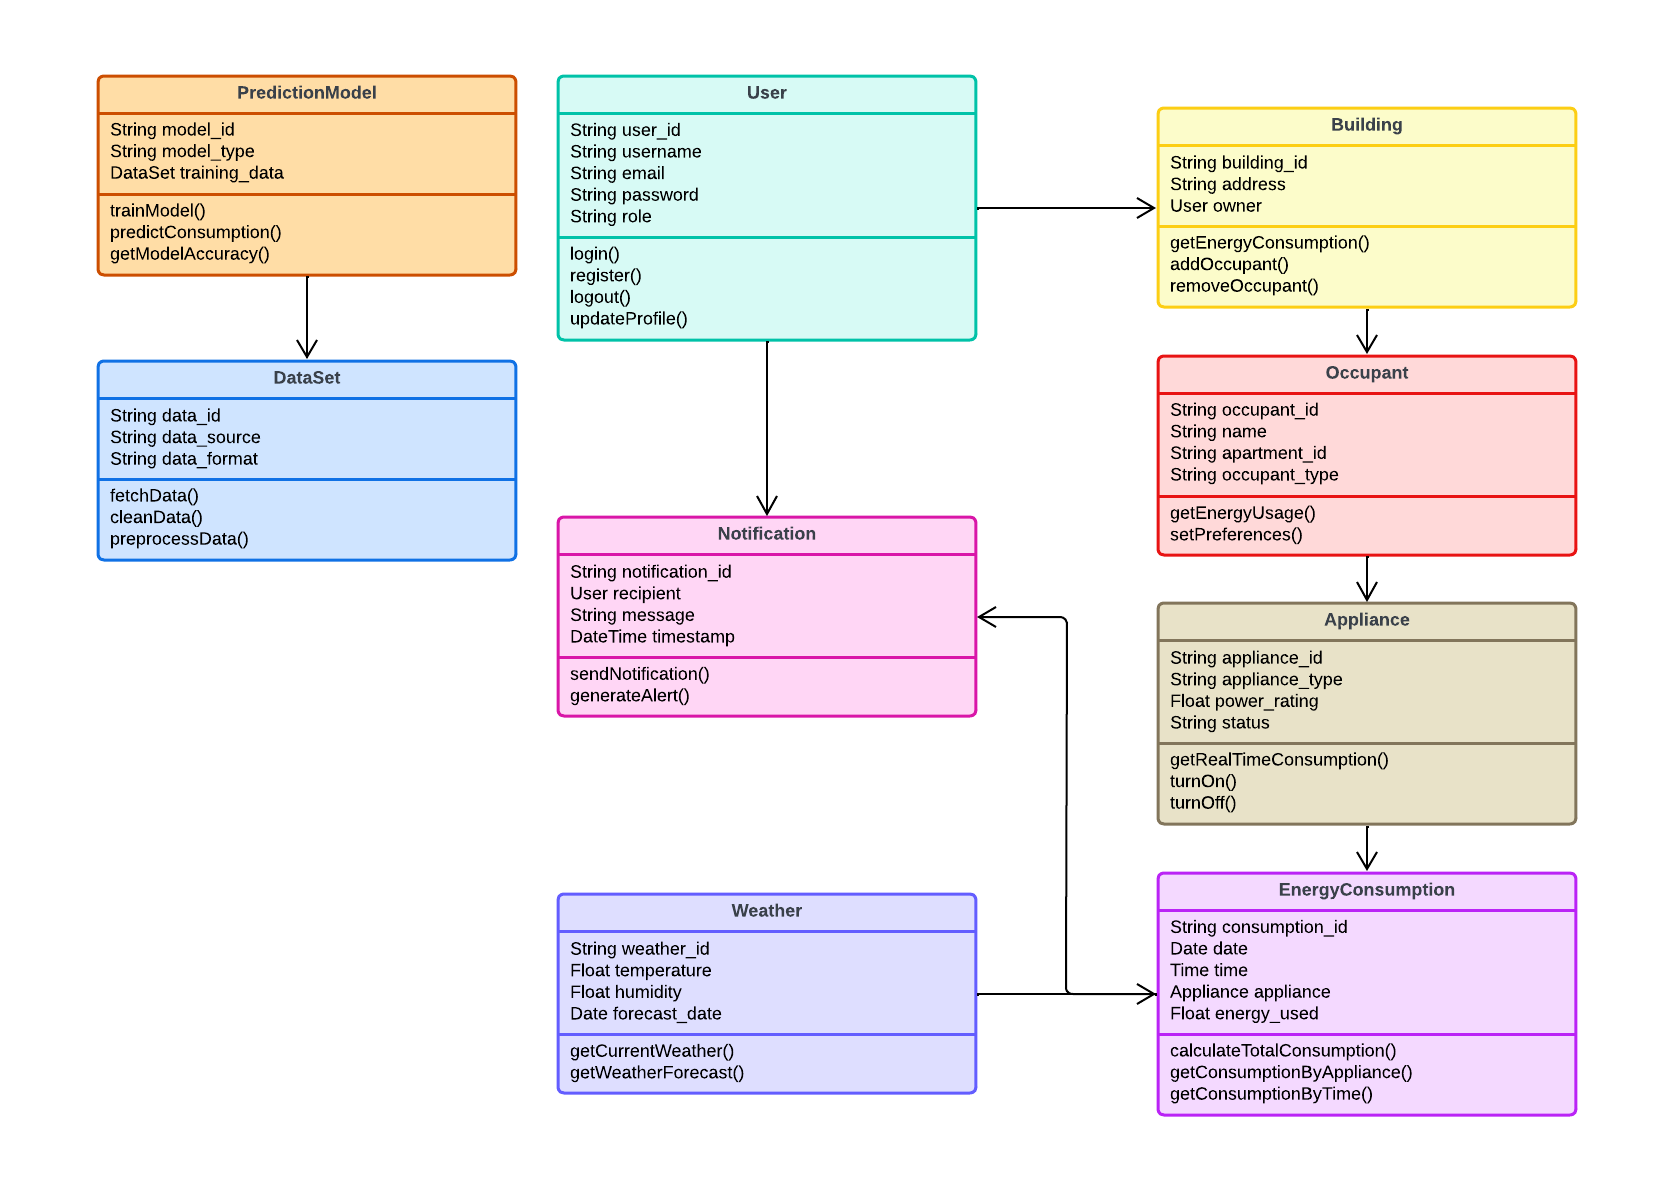 PredictionModel
String model_id
String model_type
DataSet training_data
trainModel()
predictConsumption()
getModelAccuracy()
DataSet
String data_id
String data_source
String data_format
fetchData()
cleanData()
preprocessData()
User
String user_id
String username
String email
String password
String role
login()
register()
logout()
updateProfile()
Notification
String notification_id
User recipient
String message
DateTime timestamp
sendNotification()
generateAlert()
Weather
String weather_id
Float temperature
Float humidity
Date forecast_date
getCurrentWeather()
getWeatherForecast()
Building
String building_id
String address
User owner
getEnergyConsumption()
addOccupant()
removeOccupant()
Occupant
String occupant_id
String name
String apartment_id
String occupant_type
getEnergyUsage()
setPreferences()
Appliance
String appliance_id
String appliance_type
Float power_rating
String status
getRealTimeConsumption()
turnOn()
turnOff()
EnergyConsumption
String consumption_id
Date date
Time time
Appliance appliance
Float energy_used
calculateTotalConsumption()
getConsumptionByAppliance()
getConsumptionByTime()